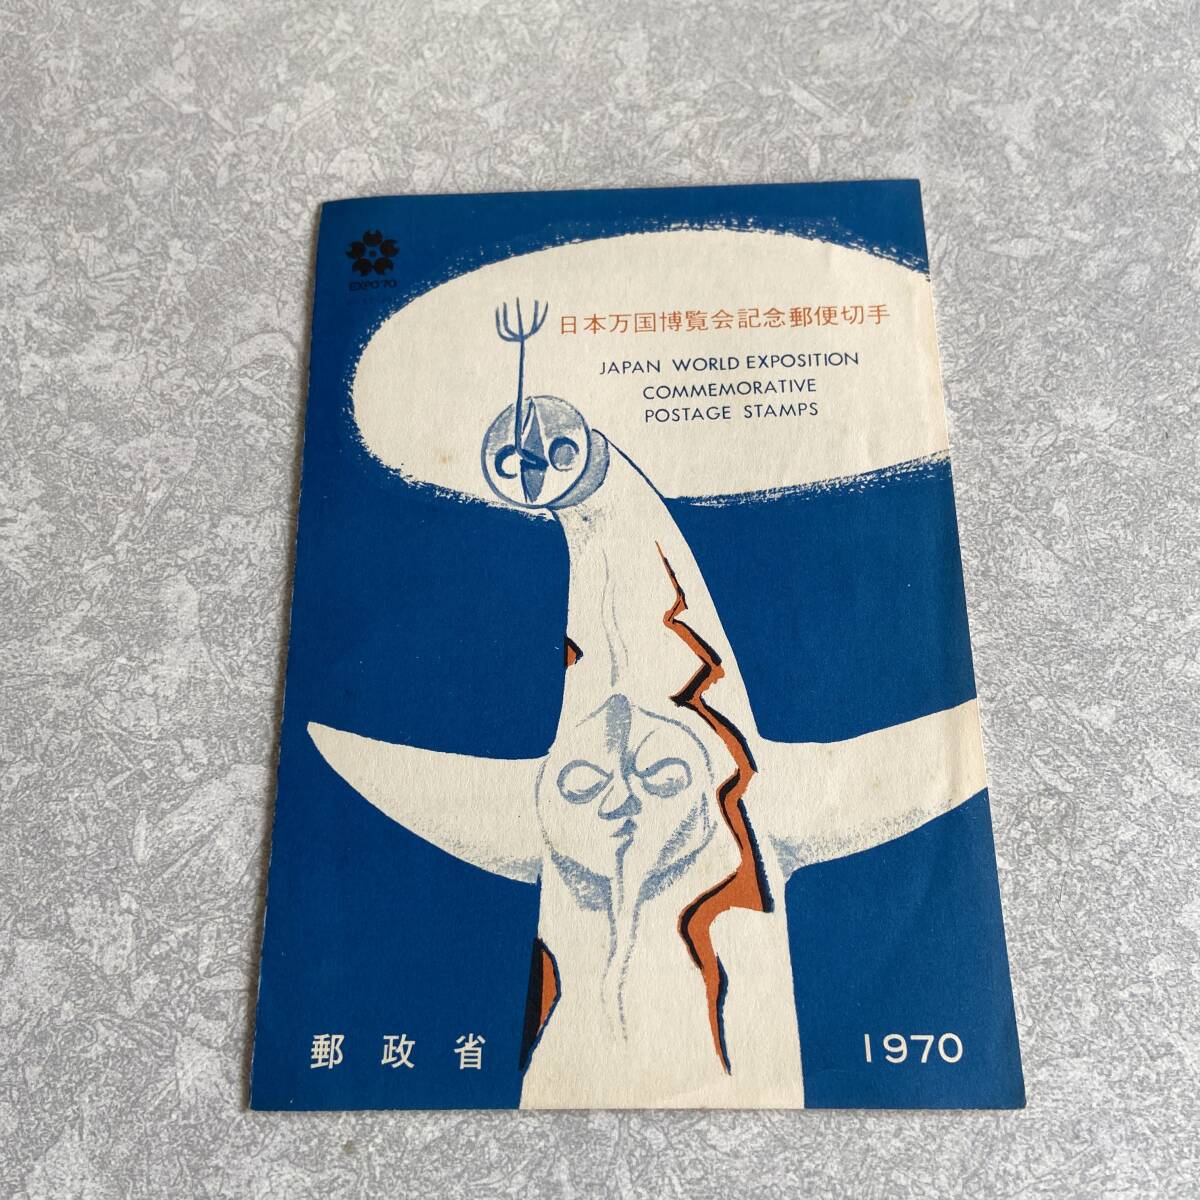 EXPO'70
日本万国博覧会記念郵便切手
JAPAN WORLD EXPOSITION
COMMEMORATIVE
POSTAGE STAMPS
郵政省
1970